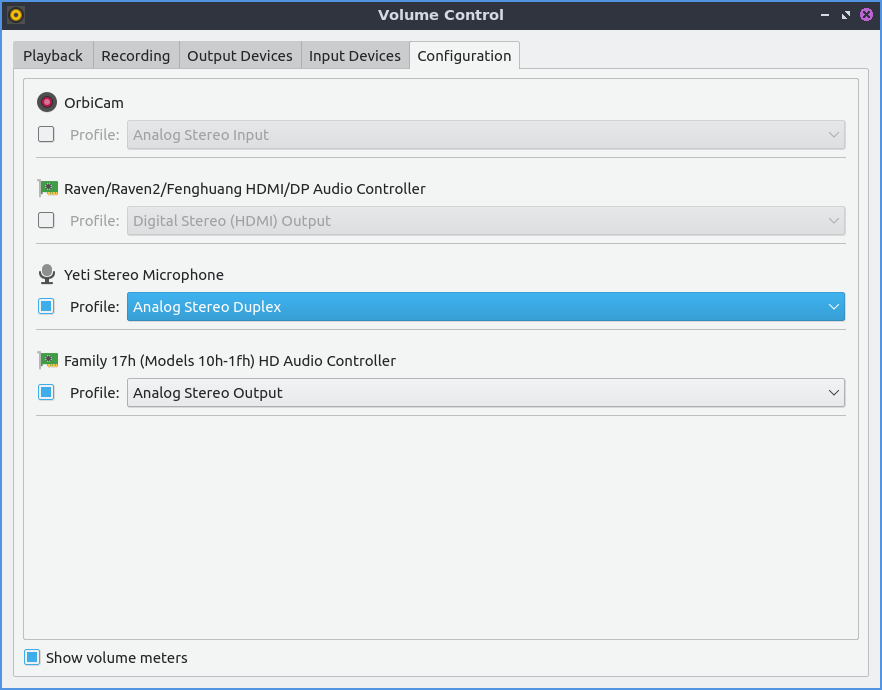 Volume Control
Playback Recording Output Devices Input Devices Configuration
OrbiCam
Profile: Analog Stereo Input
Raven/Raven2/Fenghuang HDMI/DP Audio Controller
Profile: Digital Stereo (HDMI) Output
Yeti Stereo Microphone
Profile: Analog Stereo Duplex
Family 17h (Models 10h-1fh) HD Audio Controller
Profile: Analog Stereo Output
Show volume meters